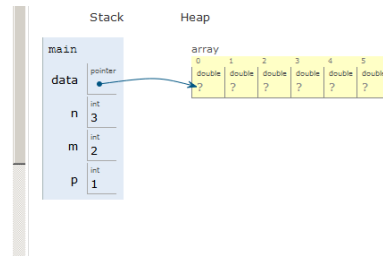 Stack Heap
main array
0 1 2 3 4 5
data pointer double double double double double double
? ? ? ? ? ?
n int 3
m int 2
p int 1